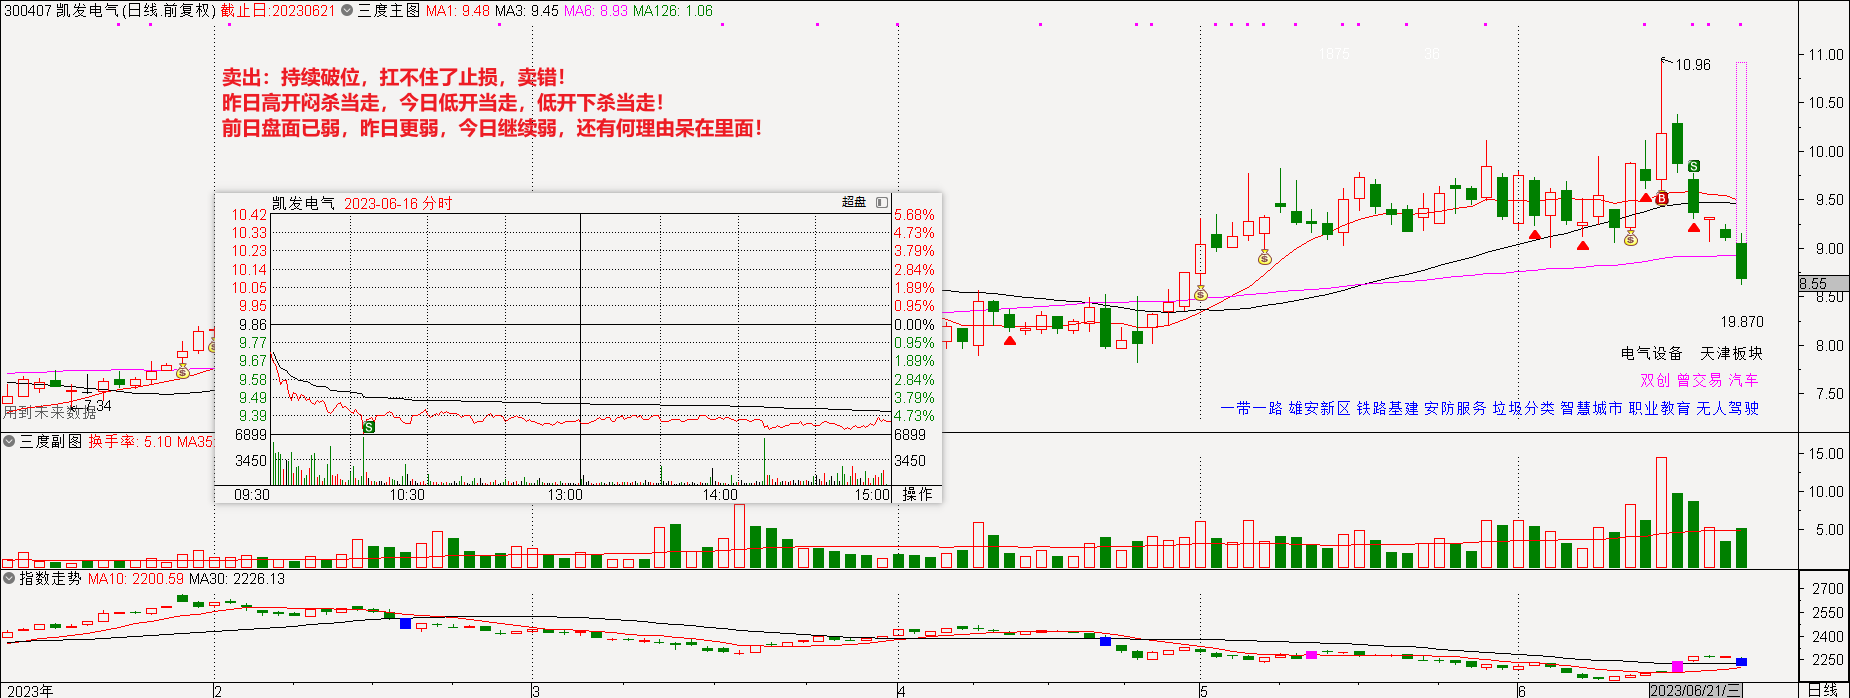 300407 凯发电气(日线.前复权) 截止日:20230621 三度主图 MA1: 9.48 MA3: 9.45 MA6: 8.93 MA126: 1.06
1875 36
11.00
10.96
卖出：持续破位，扛不住了止损，卖错！
昨日高开闷杀当走，今日低开当走，低开下杀当走！
前日盘面已弱，昨日更弱，今日继续弱，还有何理由呆在里面！
10.50
10.00
9.50
9.00
8.55
8.50
8.00
7.50
凯发电气 2023-06-16 分时 超盘
10.42 5.68%
10.33 4.73%
10.23 3.79%
10.14 2.84%
10.05 1.89%
9.95 0.95%
9.86 0.00%
9.77 0.95%
9.67 1.89%
9.58 2.84%
9.49 3.79%
9.39 4.73%
S
6899 6899
3450 3450
09:30 10:30 13:00 14:00 15:00 操作
S
B
19.870
电气设备 天津板块
双创 曾交易 汽车
一带一路 雄安新区 铁路基建 安防服务 垃圾分类 智慧城市 职业教育 无人驾驶
7.34
用到未来数据
三度副图 换手率: 5.10 MA35
15.00
10.00
5.00
指数走势 MA10: 2200.59 MA30: 2226.13
2700
2550
2400
2250
2023年 2 3 4 5 6 2023/06/21/三 日线